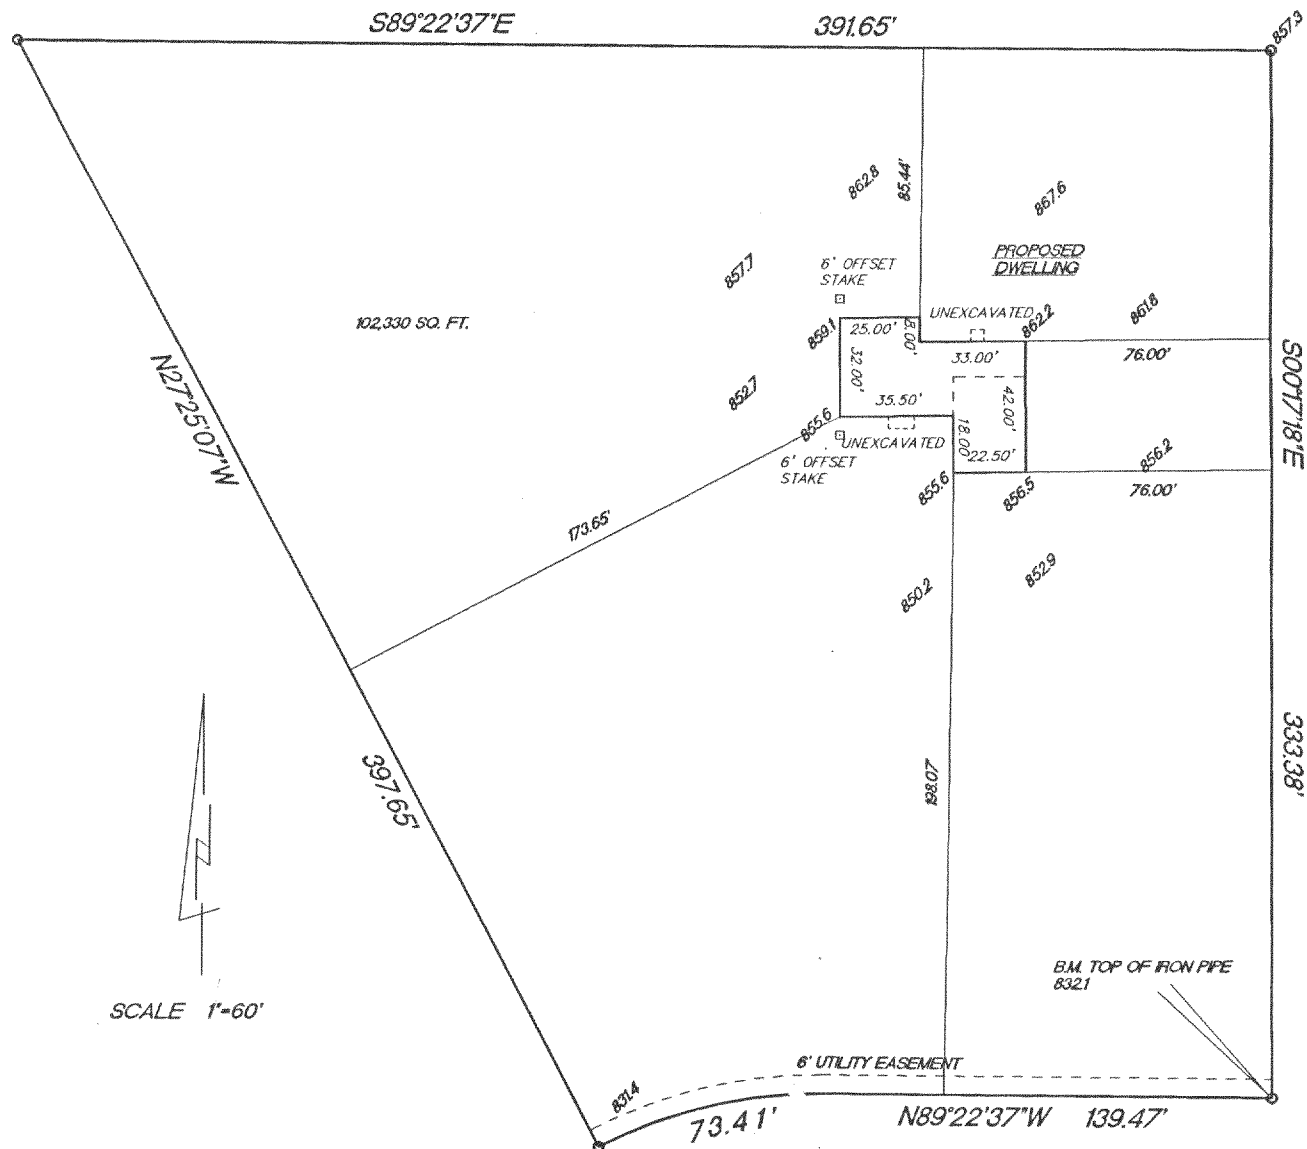 S89°22'37"E 391.65'
857.3
862.8
85.44'
867.6
PROPOSED
DWELLING
857.7
6' OFFSET
STAKE
102,330 SQ. FT.
859.1
25.00'
8.00'
UNEXCAVATED
862.2
861.8
33.00'
76.00'
32.00'
N27°25'07"W
852.7
35.50'
42.00'
S00°17'18"E
855.6
UNEXCAVATED
18.00'
22.50'
6' OFFSET
STAKE
856.2
855.6
856.5
76.00'
173.65'
850.2
852.9
198.07'
333.38'
397.65'
B.M. TOP OF IRON PIPE
832.1
SCALE 1"=60'
6' UTILITY EASEMENT
831.4
73.41'
N89°22'37"W 139.47'